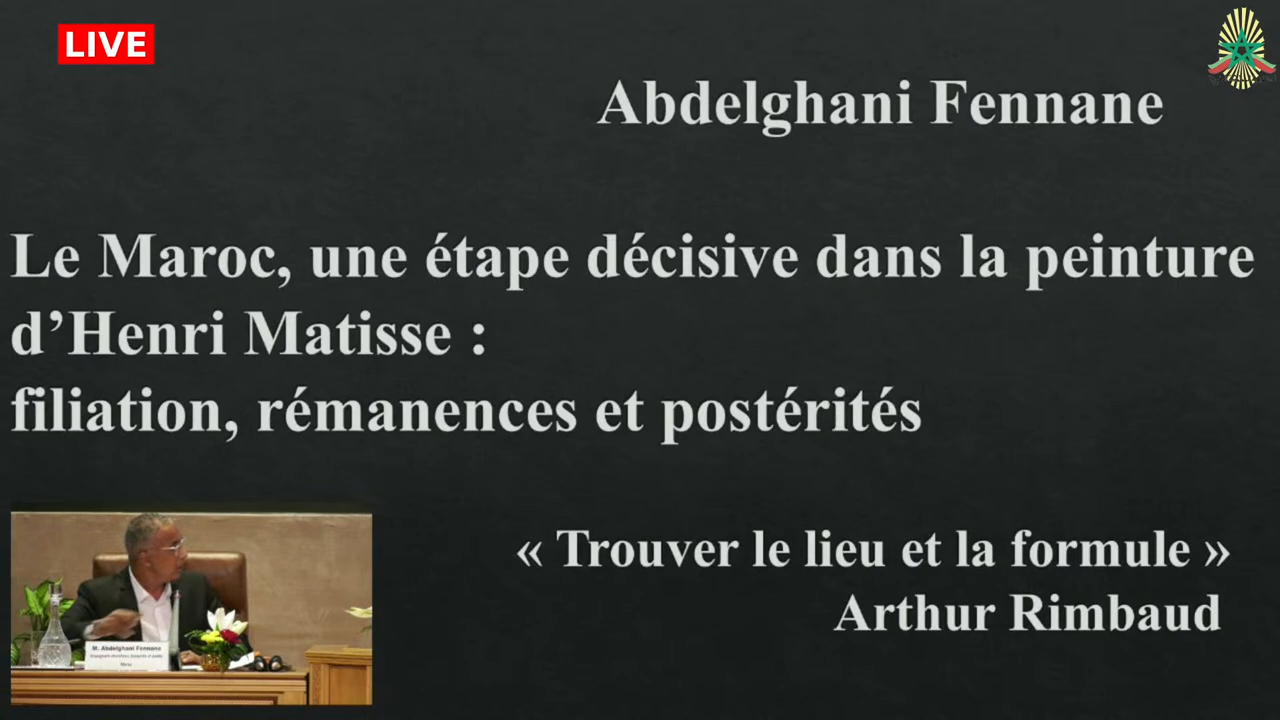 LIVE
Abdelghani Fennane
Le Maroc, une étape décisive dans la peinture
d’Henri Matisse :
filiation, rémanences et postérités
« Trouver le lieu et la formule »
Arthur Rimbaud
M. Abdelghani Fennane
Maroc